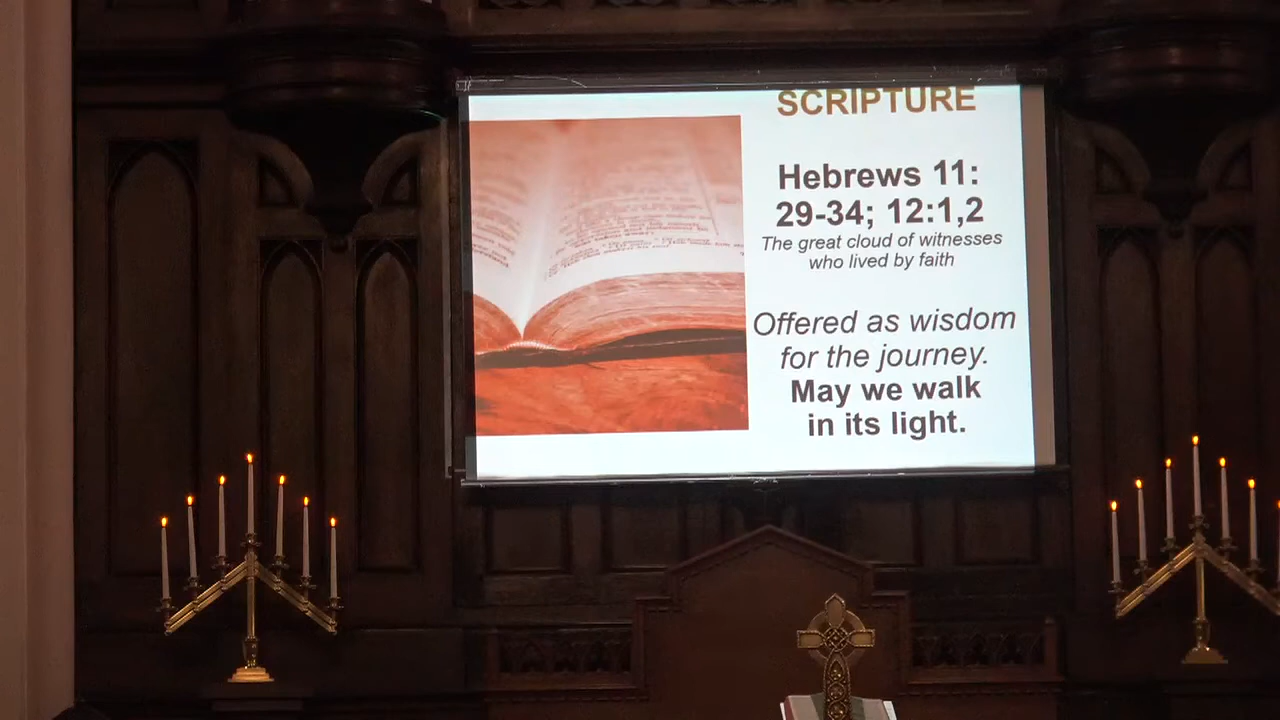 SCRIPTURE
Hebrews 11:
29-34; 12:1,2
The great cloud of witnesses
who lived by faith
Offered as wisdom
for the journey.
May we walk
in its light.